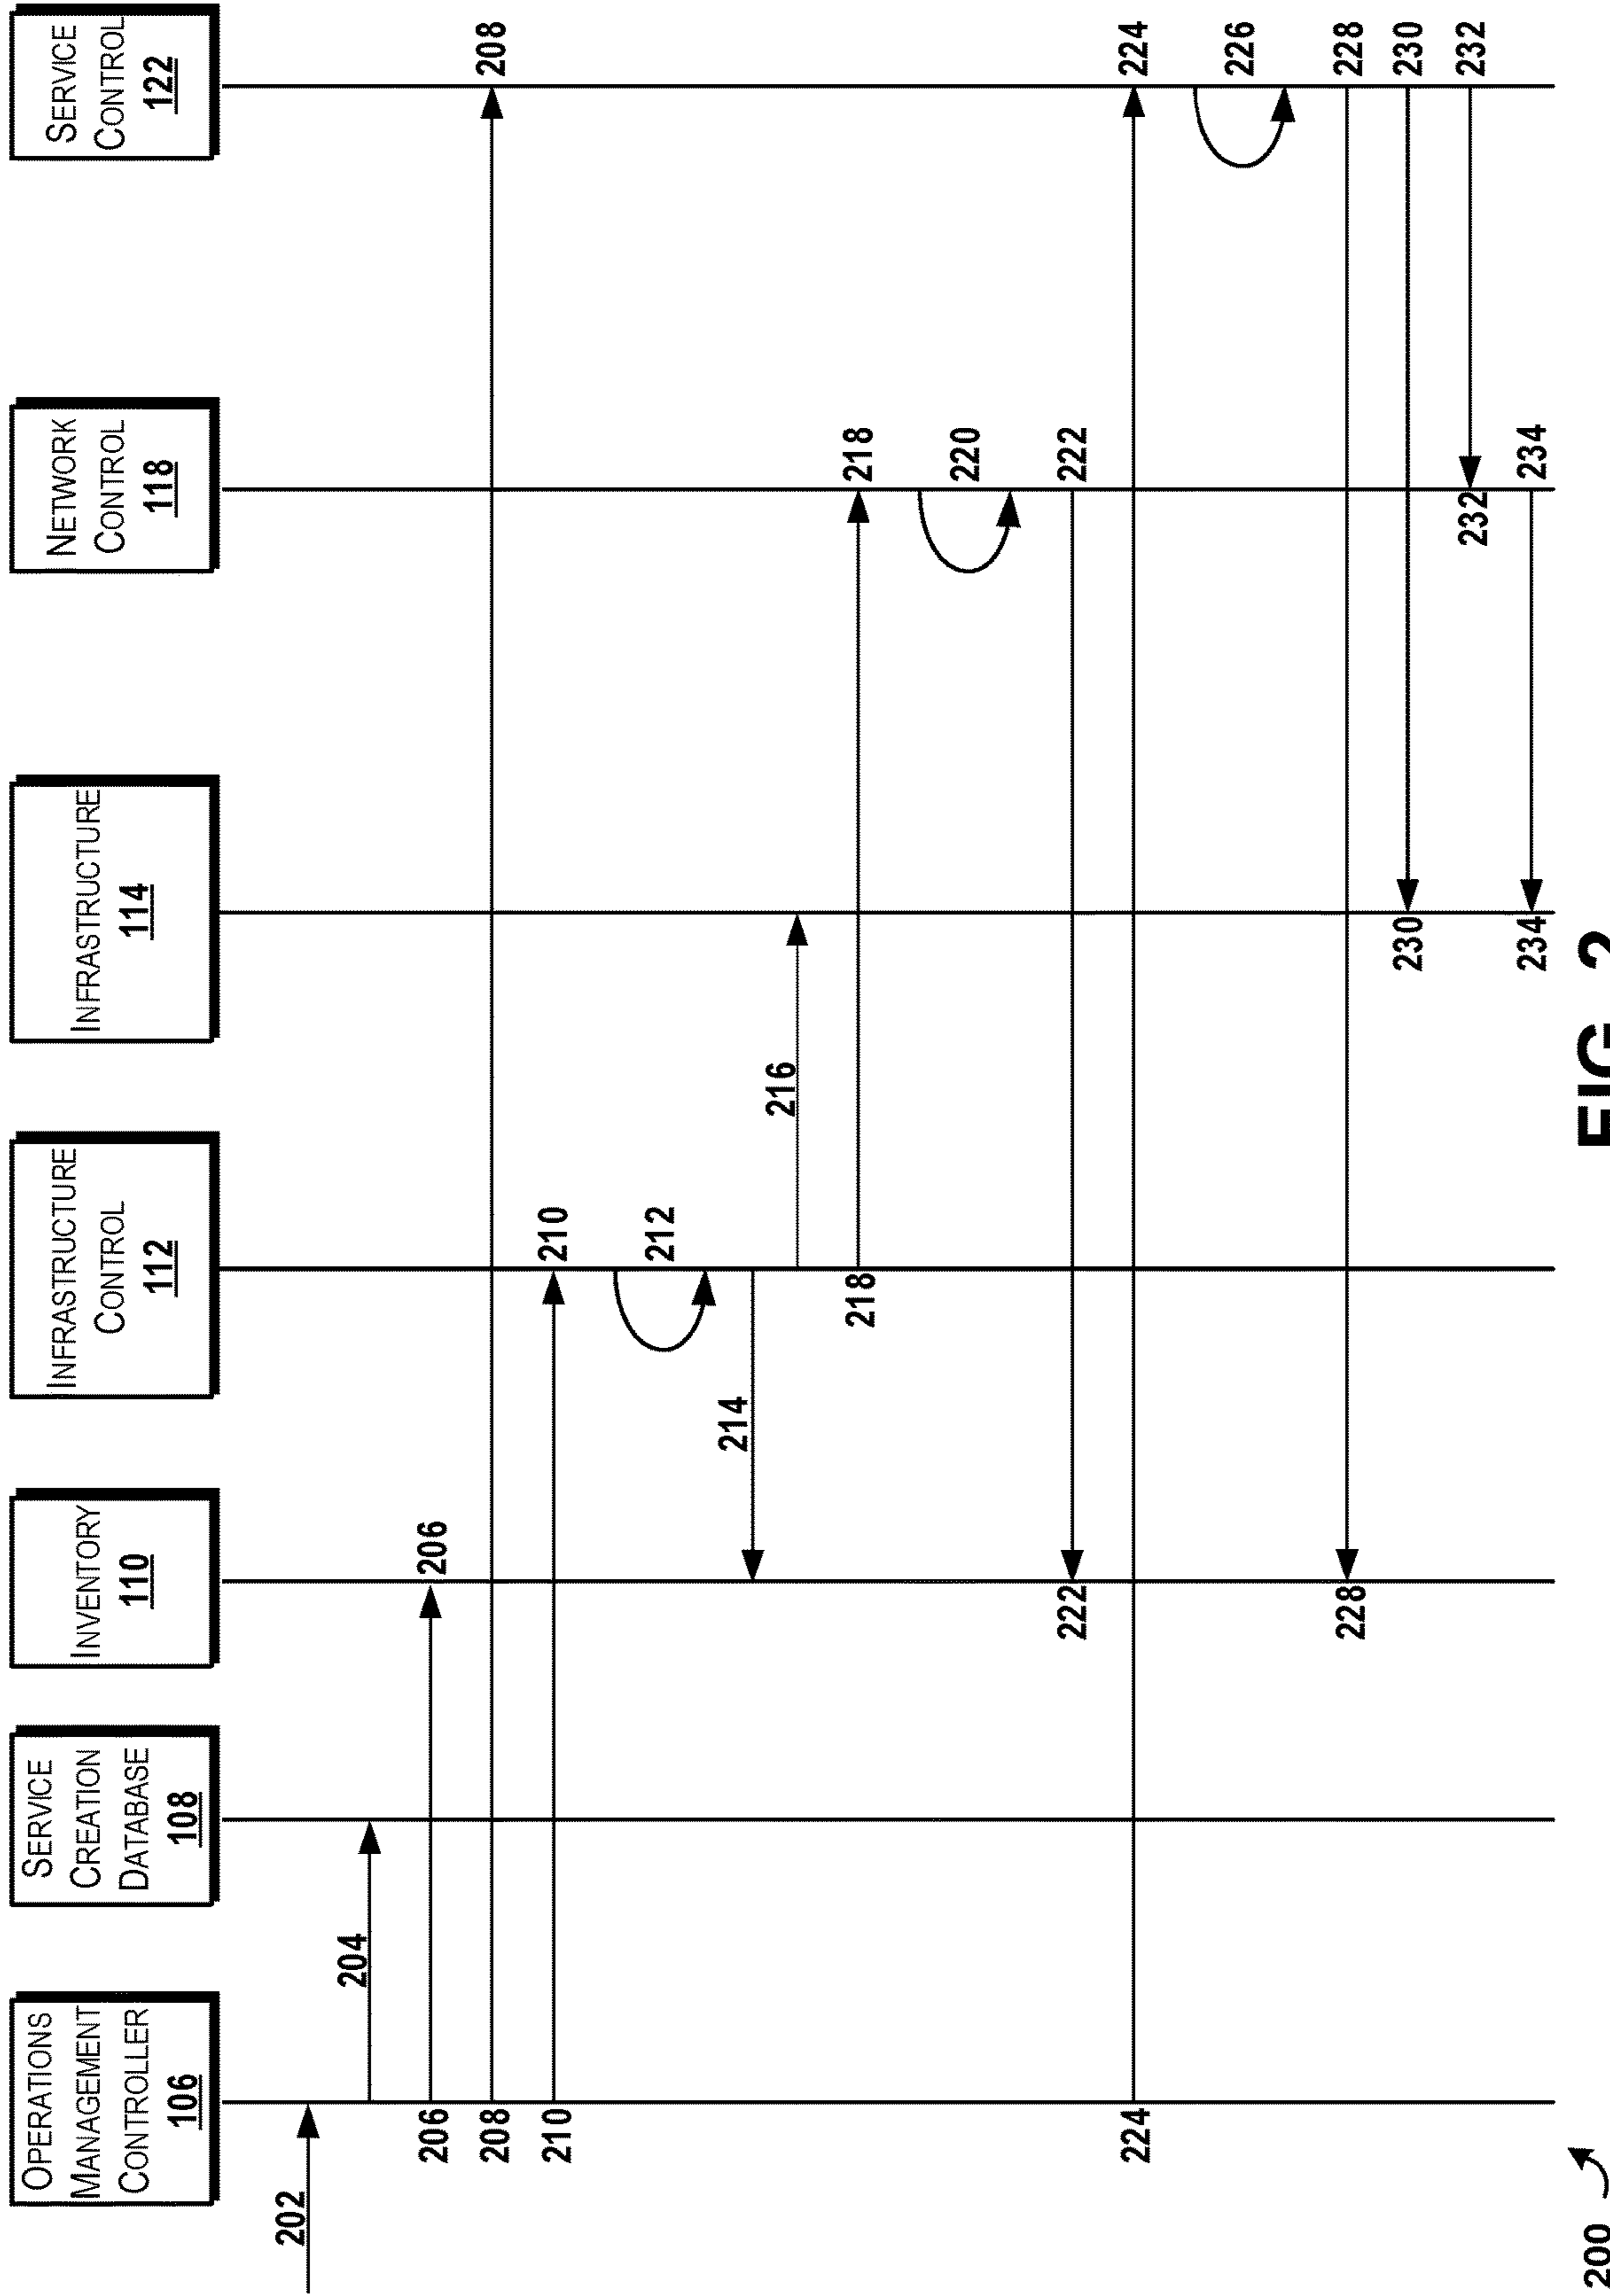 OPERATIONS
MANAGEMENT
CONTROLLER
106
SERVICE
CREATION
DATABASE
108
INVENTORY
110
INFRASTRUCTURE
CONTROL
112
INFRASTRUCTURE
114
NETWORK
CONTROL
118
SERVICE
CONTROL
122
202
204
206
206
208
208
210
210
212
214
216
218
218
220
222
222
224
224
226
228
228
230
230
232
232
234
234
200
FIG. 2